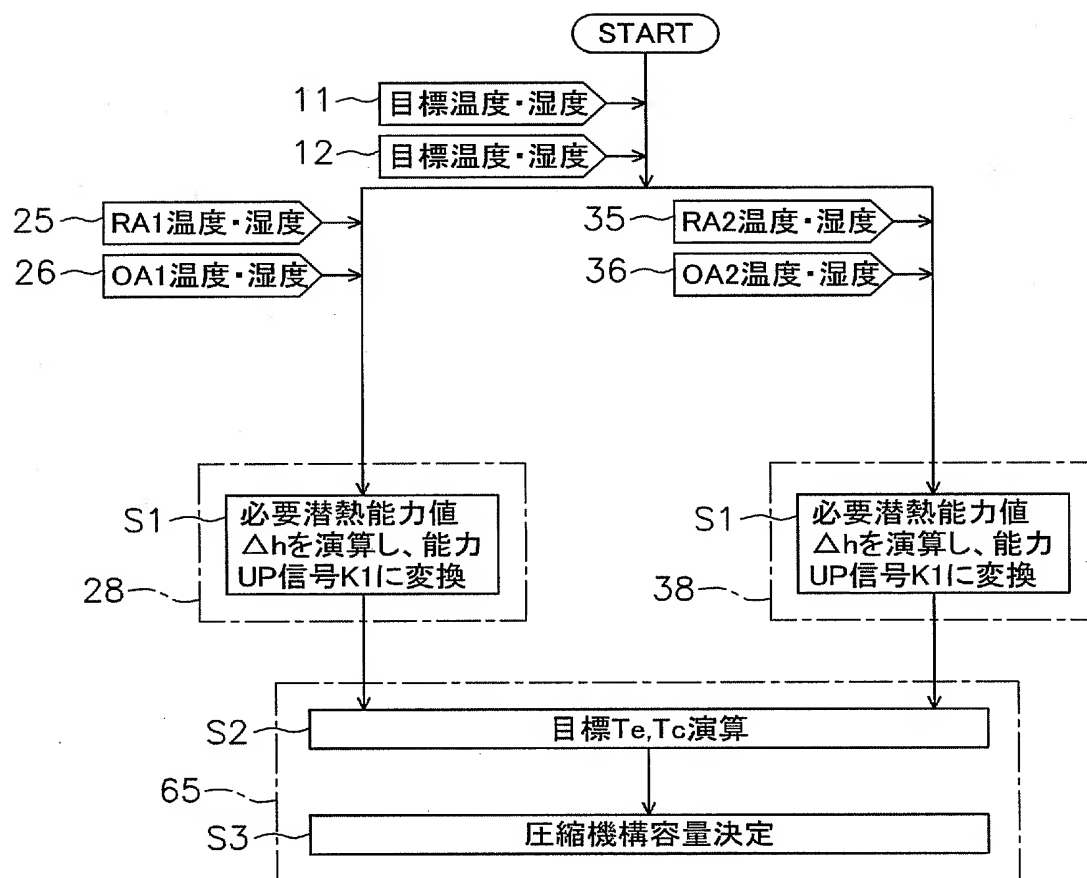 START
11
目標温度・湿度
12
目標温度・湿度
25
RA1温度・湿度
35
RA2温度・湿度
26
OA1温度・湿度
36
OA2温度・湿度
S1
必要潜熱能力値
△hを演算し、能力
UP信号K1に変換
28
S1
必要潜熱能力値
△hを演算し、能力
UP信号K1に変換
38
S2
目標Te,Tc演算
65
S3
圧縮機構容量決定